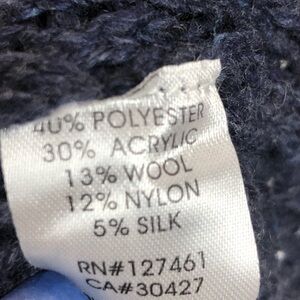 40% POLYESTER
30% ACRYLIC
13% WOOL
12% NYLON
5% SILK
RN#127461
CA#30427